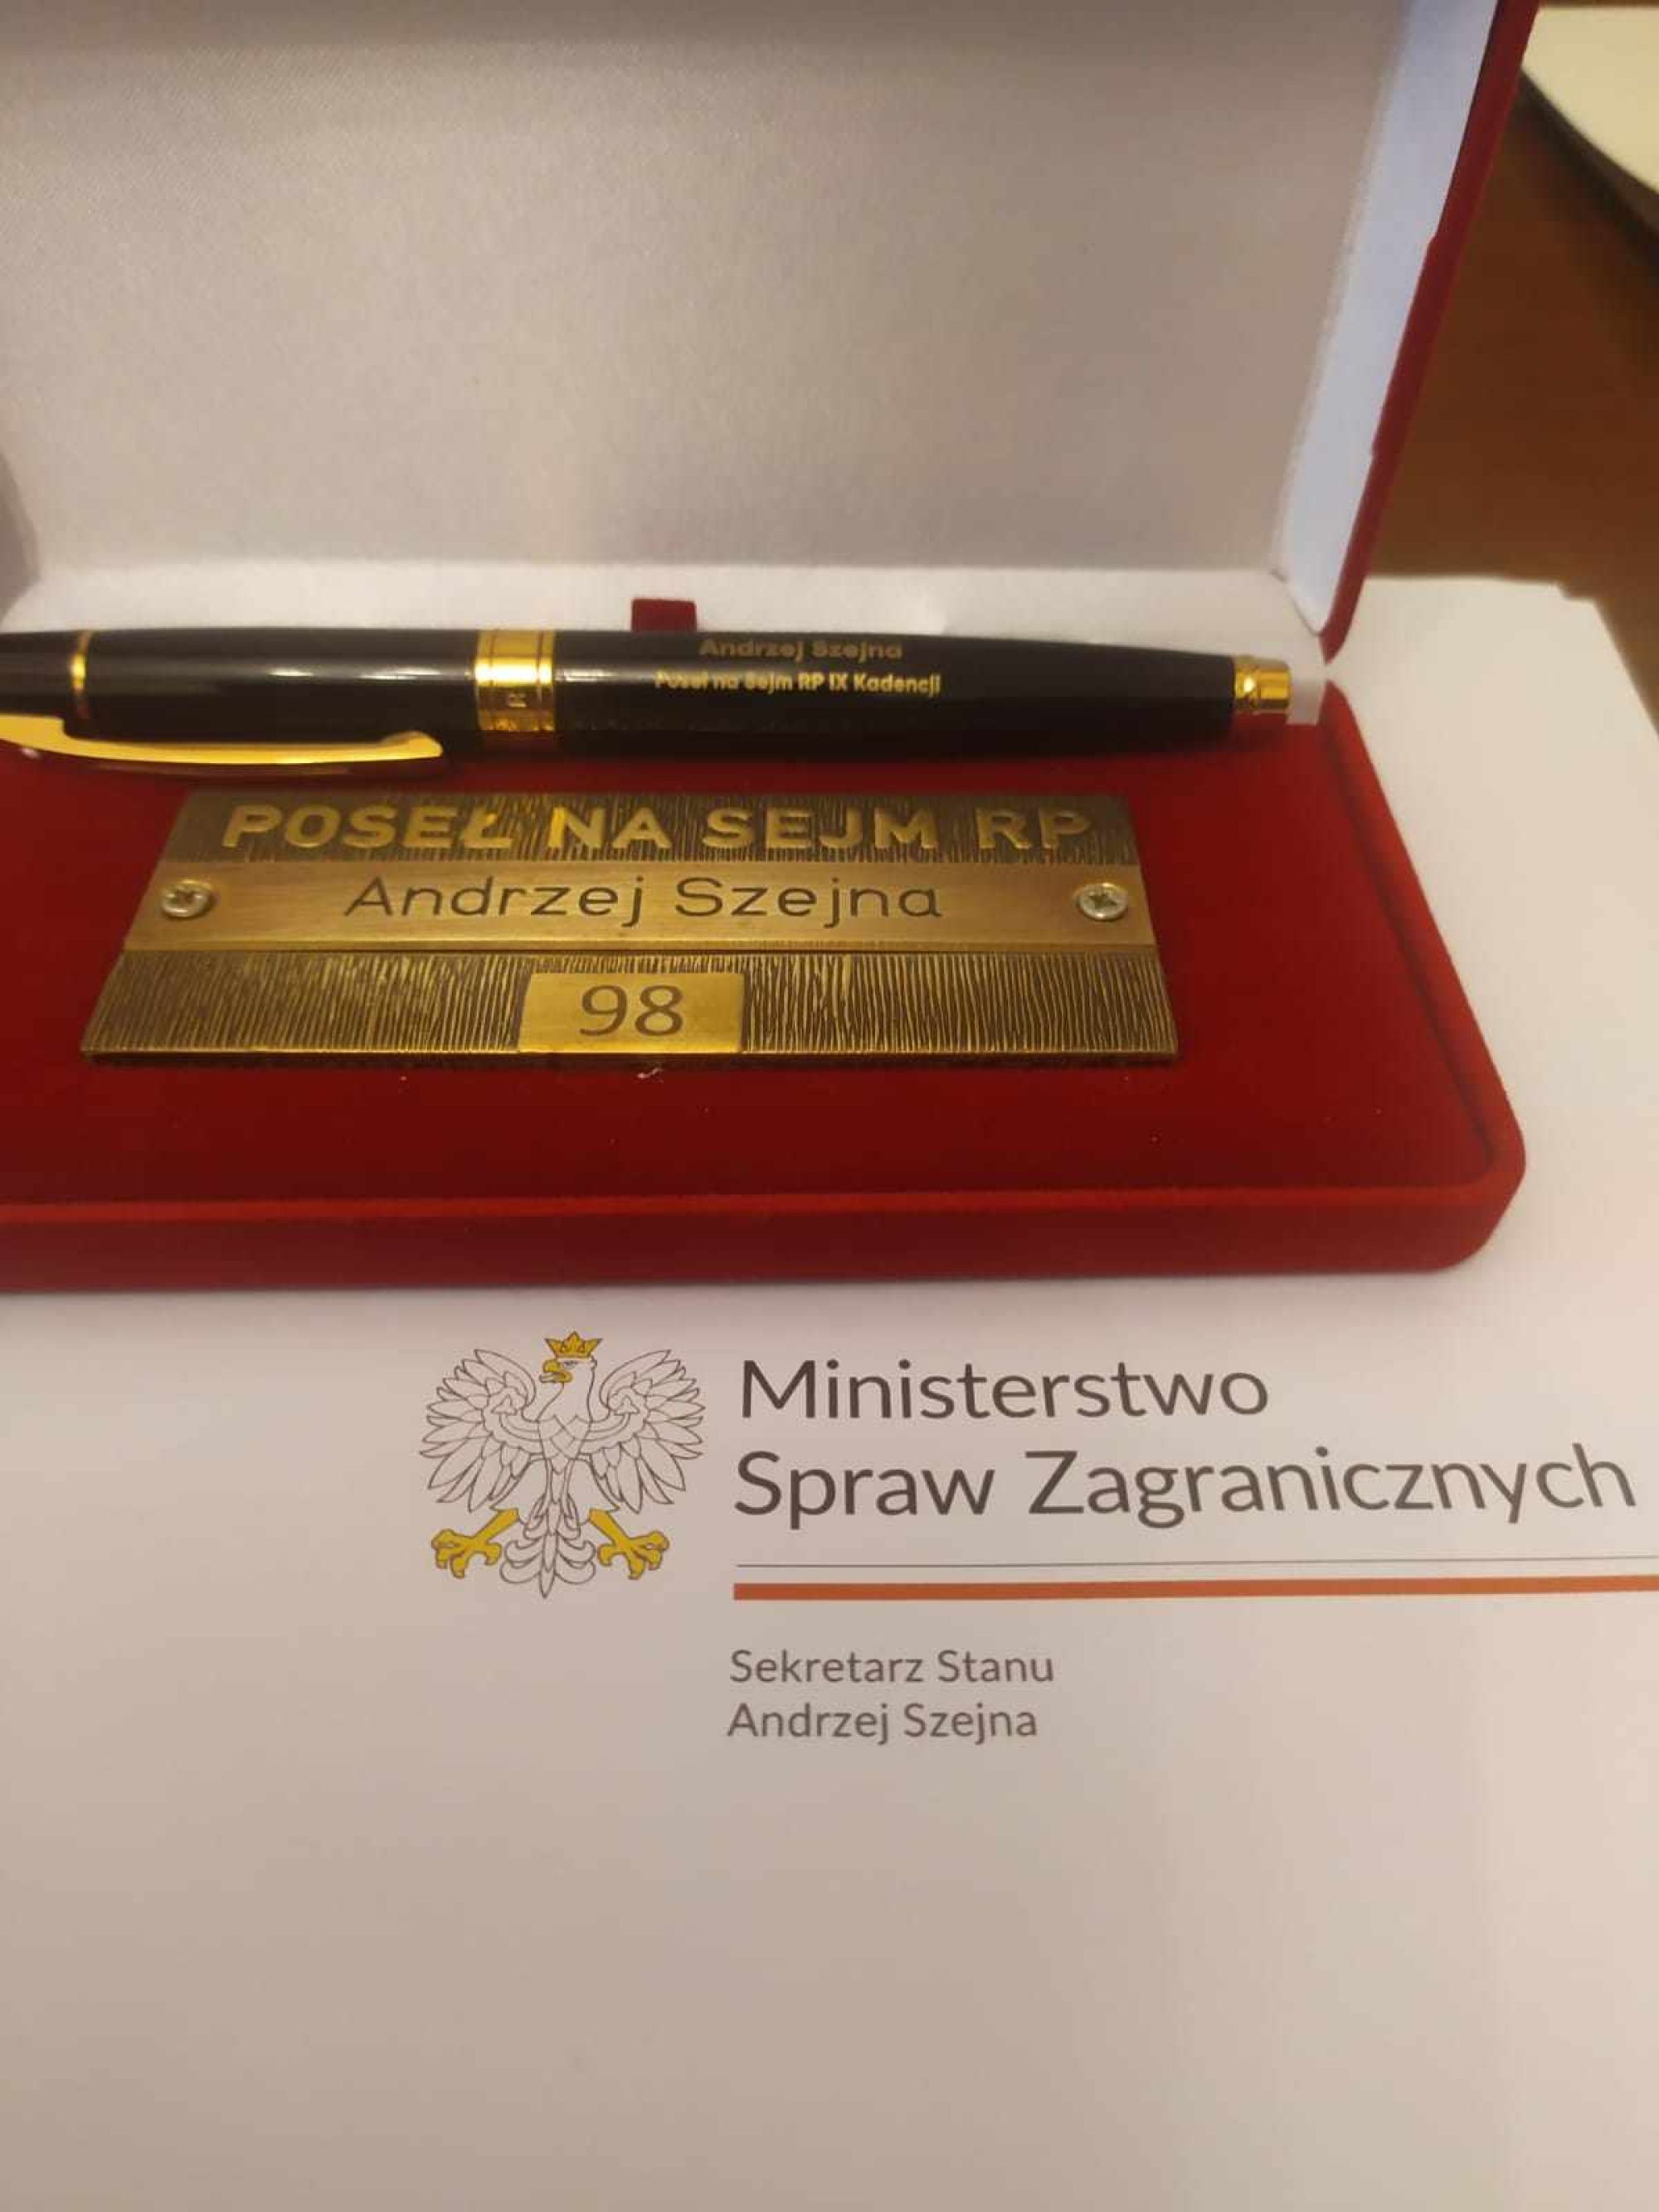 Andrzej Szejna
Poseł na Sejm RP IX Kadencji
POSEŁ NA SEJM RP
Andrzej Szejna
98
Ministerstwo
Spraw Zagranicznych
Sekretarz Stanu
Andrzej Szejna